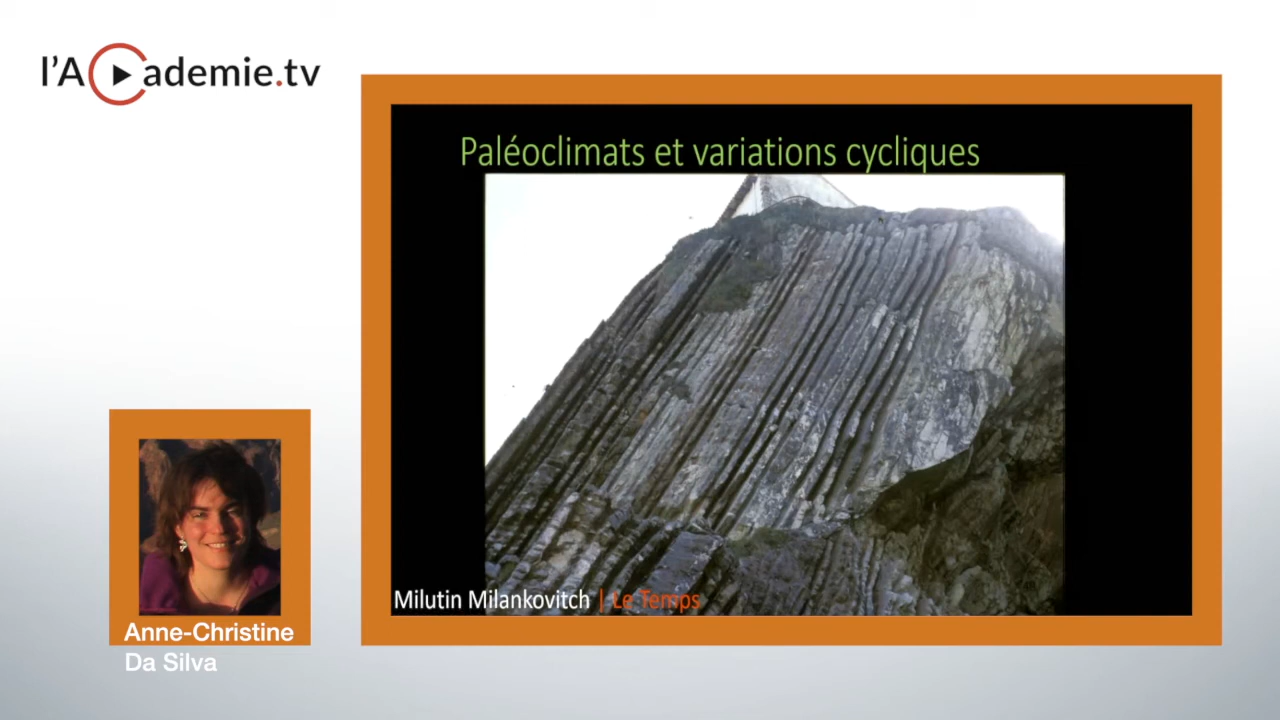 l'Academie.tv
Paléoclimats et variations cycliques
Milutin Milankovitch | Le Temps
Anne-Christine
Da Silva